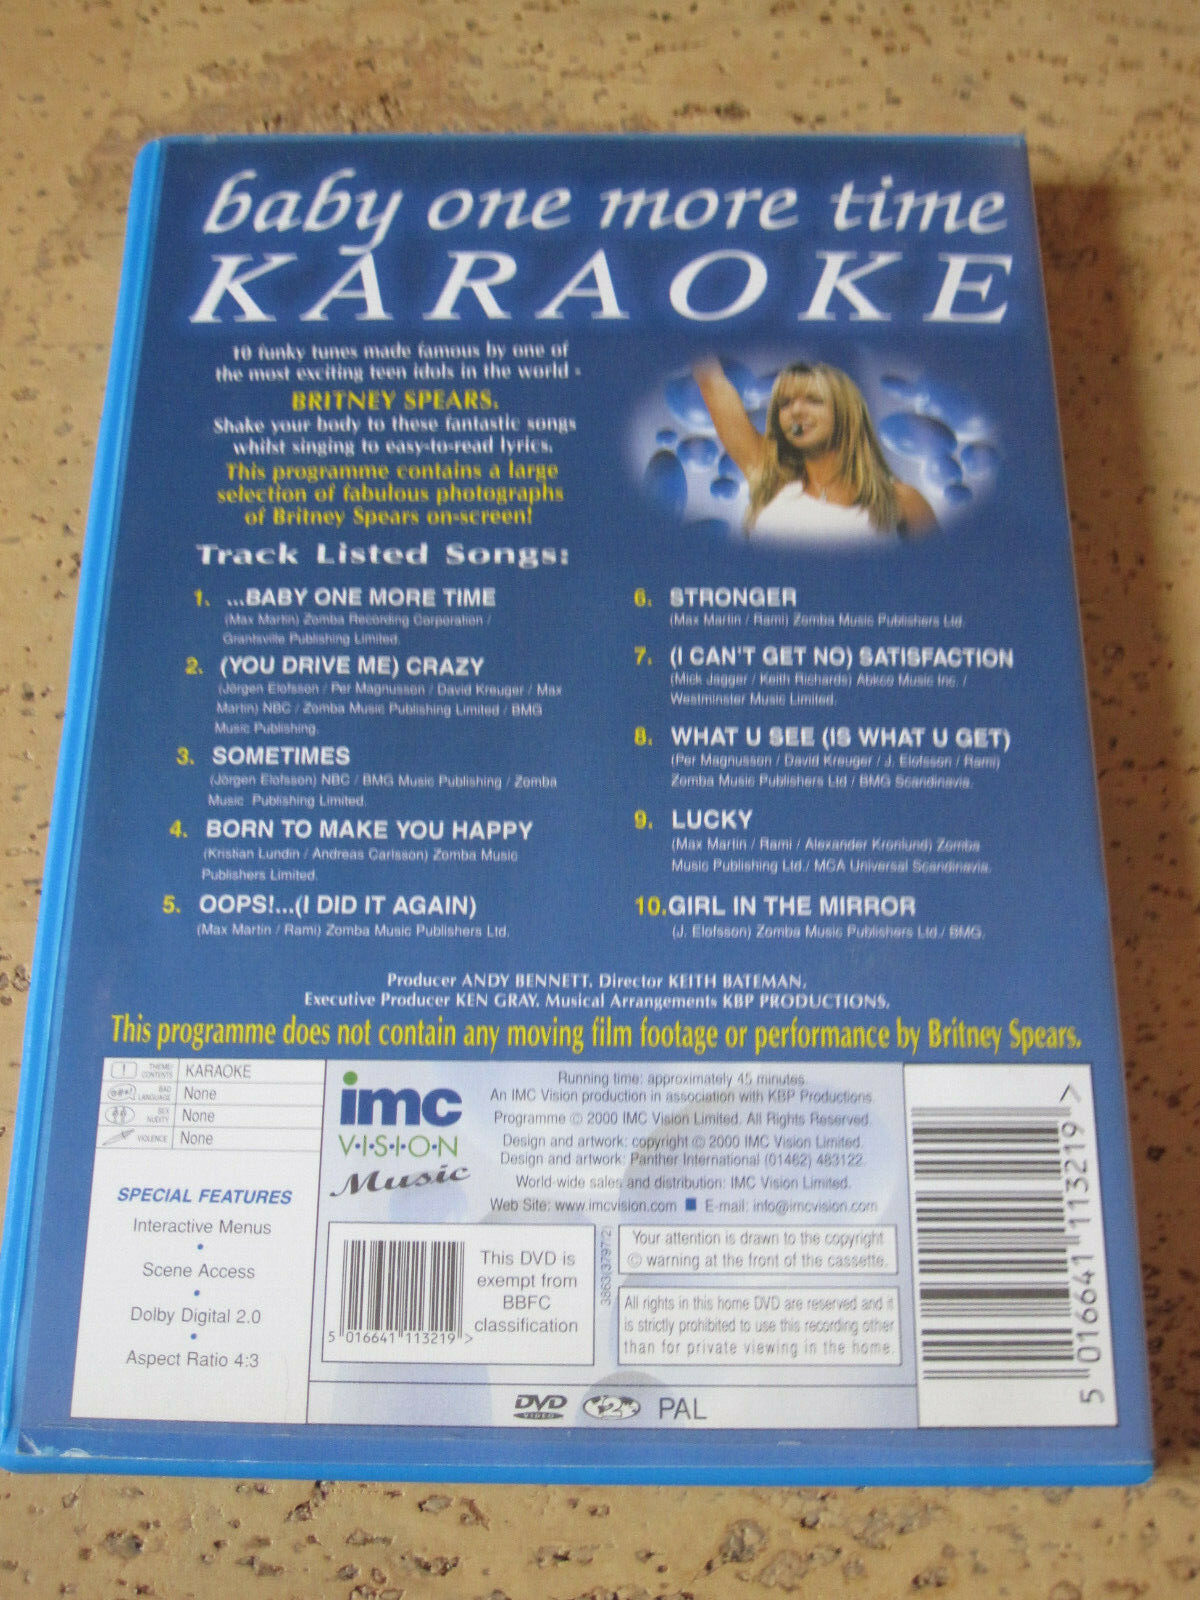 baby one more time
KARAOKE
10 funky tunes made famous by one of
the most exciting teen idols in the world -
BRITNEY SPEARS.
Shake your body to these fantastic songs
whilst singing to easy-to-read lyrics.
This programme contains a large
selection of fabulous photographs
of Britney Spears on-screen!
Track Listed Songs:
1. ...BABY ONE MORE TIME
(Max Martin) Zomba Recording Corporation /
Grantsville Publishing Limited.
2. (YOU DRIVE ME) CRAZY
(Jörgen Elofsson / Per Magnusson / David Kreuger / Max
Martin) NBC / Zomba Music Publishing Limited / BMG
Music Publishing.
3. SOMETIMES
(Jörgen Elofsson) NBC / BMG Music Publishing / Zomba
Music Publishing Limited.
4. BORN TO MAKE YOU HAPPY
(Kristian Lundin / Andreas Carlsson) Zomba Music
Publishers Limited.
5. OOPS!...(I DID IT AGAIN)
(Max Martin / Rami) Zomba Music Publishers Ltd.
6. STRONGER
(Max Martin / Rami) Zomba Music Publishers Ltd.
7. (I CAN'T GET NO) SATISFACTION
(Mick Jagger / Keith Richards) Abkco Music Inc. /
Westminster Music Limited.
8. WHAT U SEE (IS WHAT U GET)
(Per Magnusson / David Kreuger / J. Elofsson / Rami)
Zomba Music Publishers Ltd / BMG Scandinavia.
9. LUCKY
(Max Martin / Rami / Alexander Kronlund) Zomba
Music Publishing Ltd./ MCA Universal Scandinavia.
10.GIRL IN THE MIRROR
(J. Elofsson) Zomba Music Publishers Ltd./ BMG.
Producer ANDY BENNETT. Director KEITH BATEMAN.
Executive Producer KEN GRAY. Musical Arrangements KBP PRODUCTIONS.
This programme does not contain any moving film footage or performance by Britney Spears.
THEME/CONTENTS KARAOKE
BAD LANGUAGE None
SEX NUDITY None
VIOLENCE None
SPECIAL FEATURES
Interactive Menus
•
Scene Access
•
Dolby Digital 2.0
•
Aspect Ratio 4:3
imc
V•I•S•I•O•N
Music
Running time: approximately 45 minutes.
An IMC Vision production in association with KBP Productions.
Programme © 2000 IMC Vision Limited. All Rights Reserved.
Design and artwork: copyright © 2000 IMC Vision Limited.
Design and artwork: Panther International (01462) 483122.
World-wide sales and distribution: IMC Vision Limited.
Web Site: www.imcvision.com ■ E-mail: info@imcvision.com
5 016641 113219 >
This DVD is
exempt from
BBFC
classification
3863(3797/2)
Your attention is drawn to the copyright
© warning at the front of the cassette.
All rights in this home DVD are reserved and it
is strictly prohibited to use this recording other
than for private viewing in the home.
DVD VIDEO 2 PAL
5 016641 113219 >